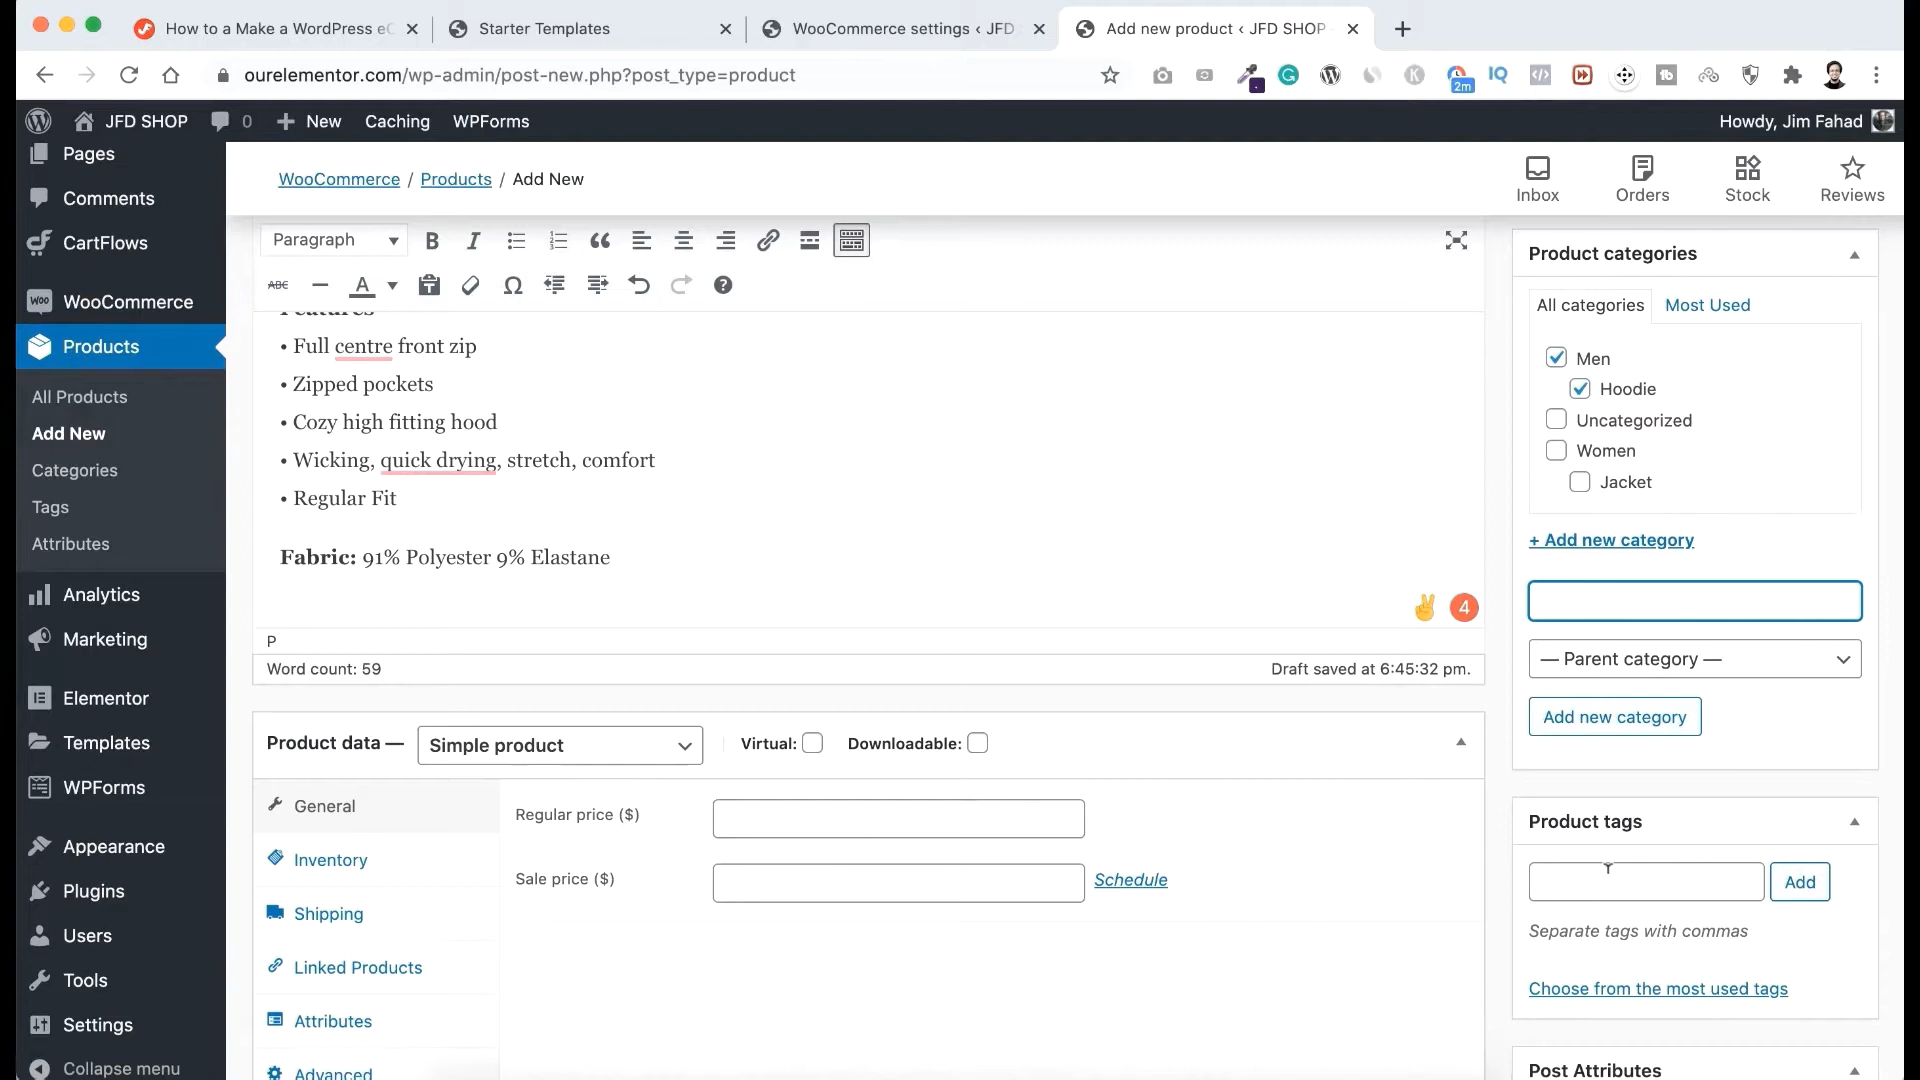 How to a Make a WordPress eC
Starter Templates
WooCommerce settings ‹ JFD
Add new product ‹ JFD SHOP
ourelementor.com/wp-admin/post-new.php?post_type=product
2m
IQ
JFD SHOP
0
New
Caching
WPForms
Howdy, Jim Fahad
Pages
Comments
CartFlows
WooCommerce
Products
All Products
Add New
Categories
Tags
Attributes
Analytics
Marketing
Elementor
Templates
WPForms
Appearance
Plugins
Users
Tools
Settings
Collapse menu
WooCommerce / Products / Add New
Inbox
Orders
Stock
Reviews
Paragraph
ABC
Features
• Full centre front zip
• Zipped pockets
• Cozy high fitting hood
• Wicking, quick drying, stretch, comfort
• Regular Fit
Fabric: 91% Polyester 9% Elastane
4
P
Word count: 59
Draft saved at 6:45:32 pm.
Product data —
Simple product
Virtual:
Downloadable:
General
Inventory
Shipping
Linked Products
Attributes
Advanced
Regular price ($)
Sale price ($)
Schedule
Product categories
All categories
Most Used
Men
Hoodie
Uncategorized
Women
Jacket
+ Add new category
— Parent category —
Add new category
Product tags
Add
Separate tags with commas
Choose from the most used tags
Post Attributes